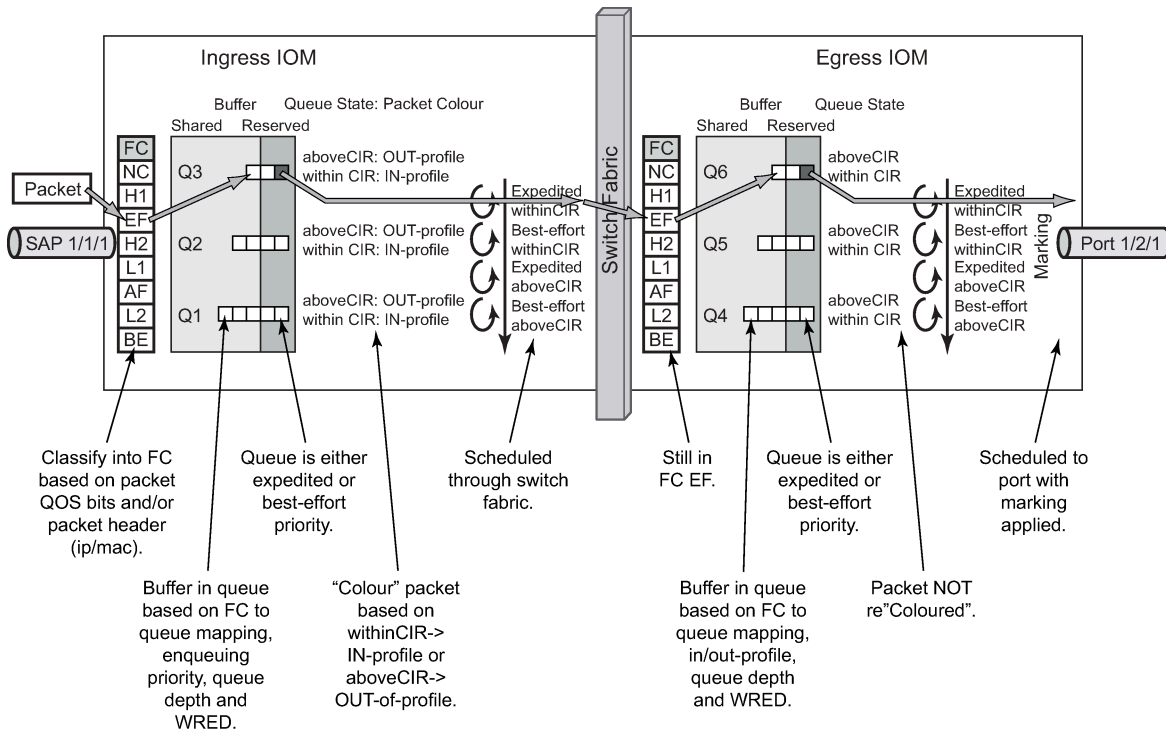 Ingress IOM
Egress IOM
Buffer
Queue State: Packet Colour
Shared
Reserved
Buffer
Queue State
Shared
Reserved
Packet
SAP 1/1/1
FC
NC
H1
EF
H2
L1
AF
L2
BE
Q3
aboveCIR: OUT-profile
within CIR: IN-profile
Q2
aboveCIR: OUT-profile
within CIR: IN-profile
Q1
aboveCIR: OUT-profile
within CIR: IN-profile
Expedited
withinCIR
Best-effort
withinCIR
Expedited
aboveCIR
Best-effort
aboveCIR
Switch Fabric
FC
NC
H1
EF
H2
L1
AF
L2
BE
Q6
aboveCIR
within CIR
Q5
aboveCIR
within CIR
Q4
aboveCIR
within CIR
Expedited
withinCIR
Best-effort
withinCIR
Expedited
aboveCIR
Best-effort
aboveCIR
Marking
Port 1/2/1
Classify into FC
based on packet
QOS bits and/or
packet header
(ip/mac).
Queue is either
expedited or
best-effort
priority.
Scheduled
through switch
fabric.
Still in
FC EF.
Queue is either
expedited or
best-effort
priority.
Scheduled to
port with
marking
applied.
Buffer in queue
based on FC to
queue mapping,
enqueuing
priority, queue
depth and
WRED.
“Colour” packet
based on
withinCIR->
IN-profile or
aboveCIR->
OUT-of-profile.
Buffer in queue
based on FC to
queue mapping,
in/out-profile,
queue depth
and WRED.
Packet NOT
re”Coloured”.